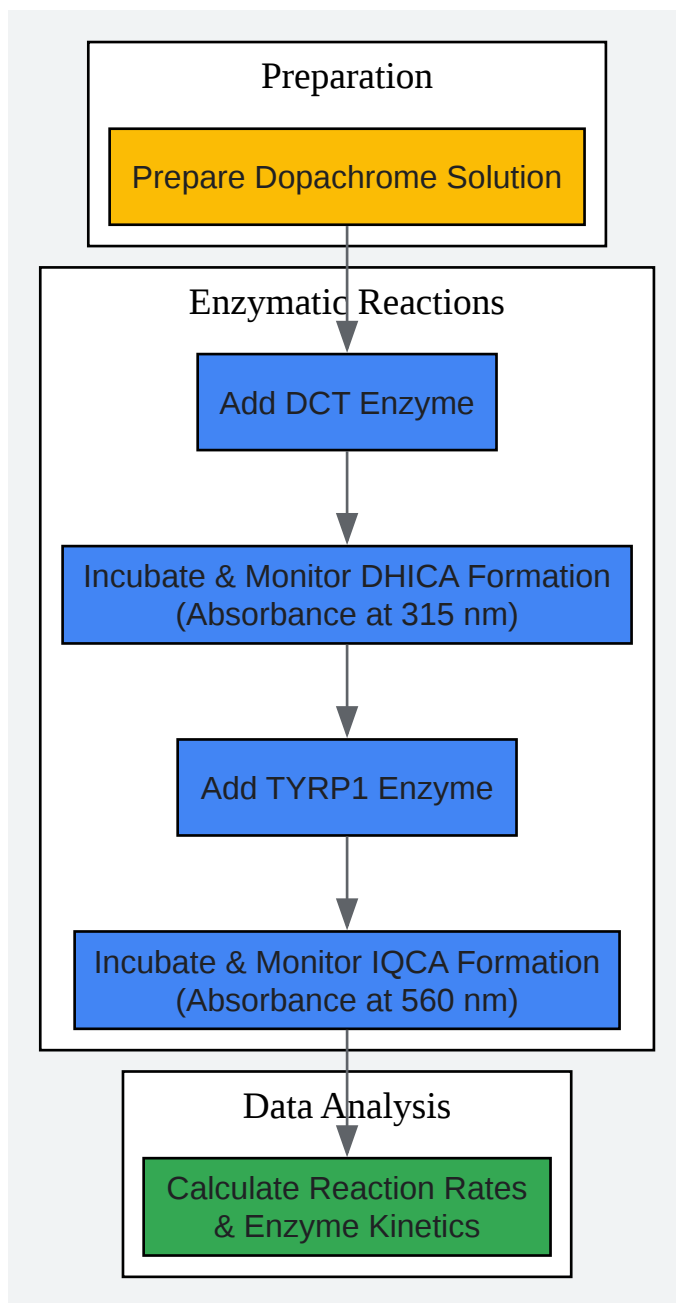 Preparation
Prepare Dopachrome Solution
Enzymatic Reactions
Add DCT Enzyme
Incubate & Monitor DHICA Formation
(Absorbance at 315 nm)
Add TYRP1 Enzyme
Incubate & Monitor IQCA Formation
(Absorbance at 560 nm)
Data Analysis
Calculate Reaction Rates
& Enzyme Kinetics